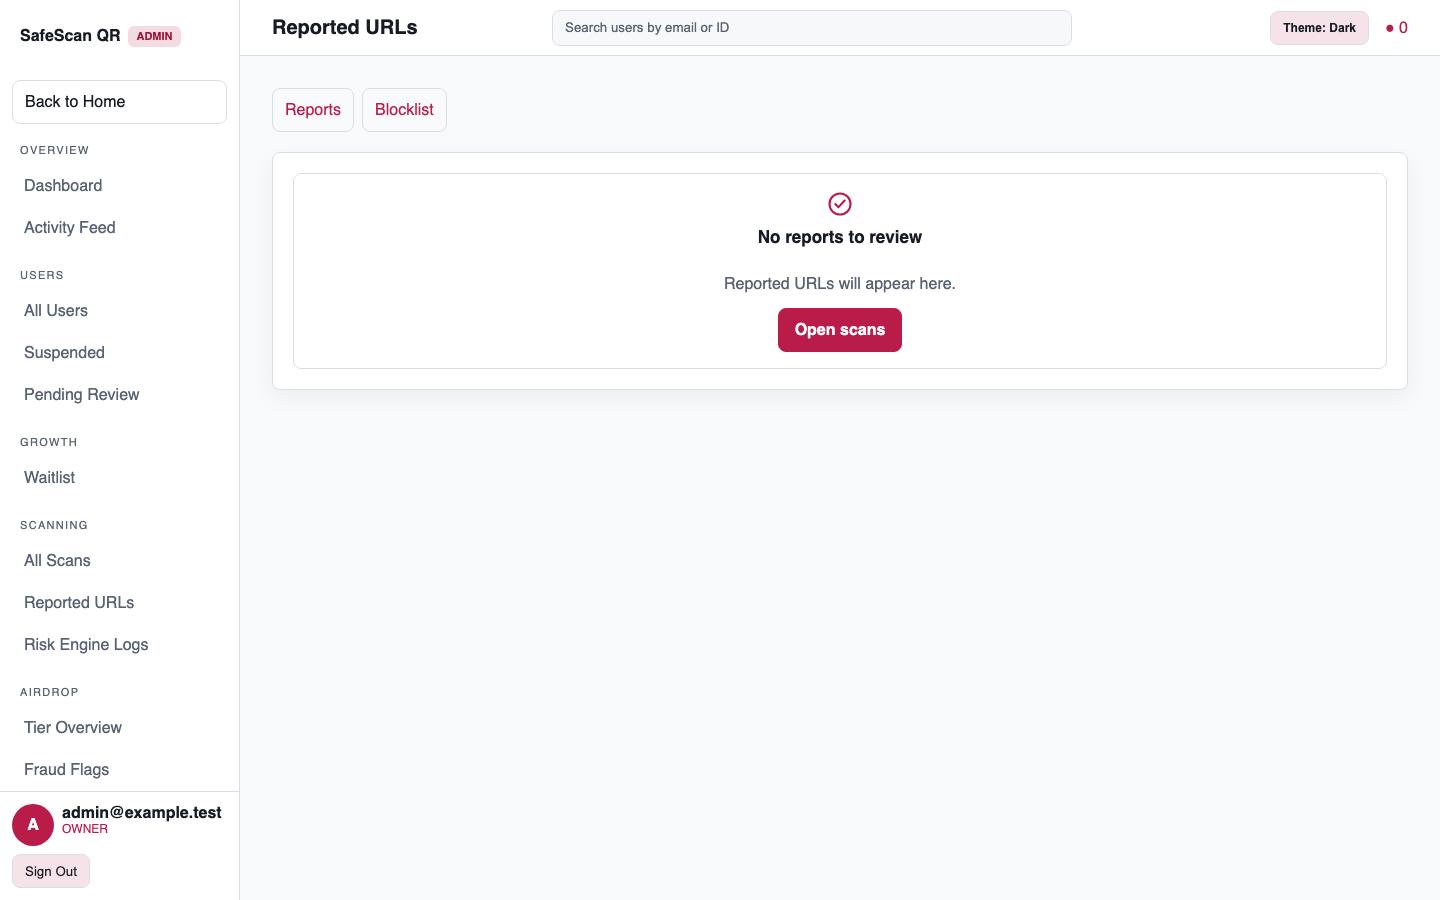 SafeScan QR ADMIN
Back to Home
OVERVIEW
Dashboard
Activity Feed
USERS
All Users
Suspended
Pending Review
GROWTH
Waitlist
SCANNING
All Scans
Reported URLs
Risk Engine Logs
AIRDROP
Tier Overview
Fraud Flags
A
admin@example.test
OWNER
Sign Out
Reported URLs
Search users by email or ID
Theme: Dark
● 0
Reports
Blocklist
No reports to review
Reported URLs will appear here.
Open scans